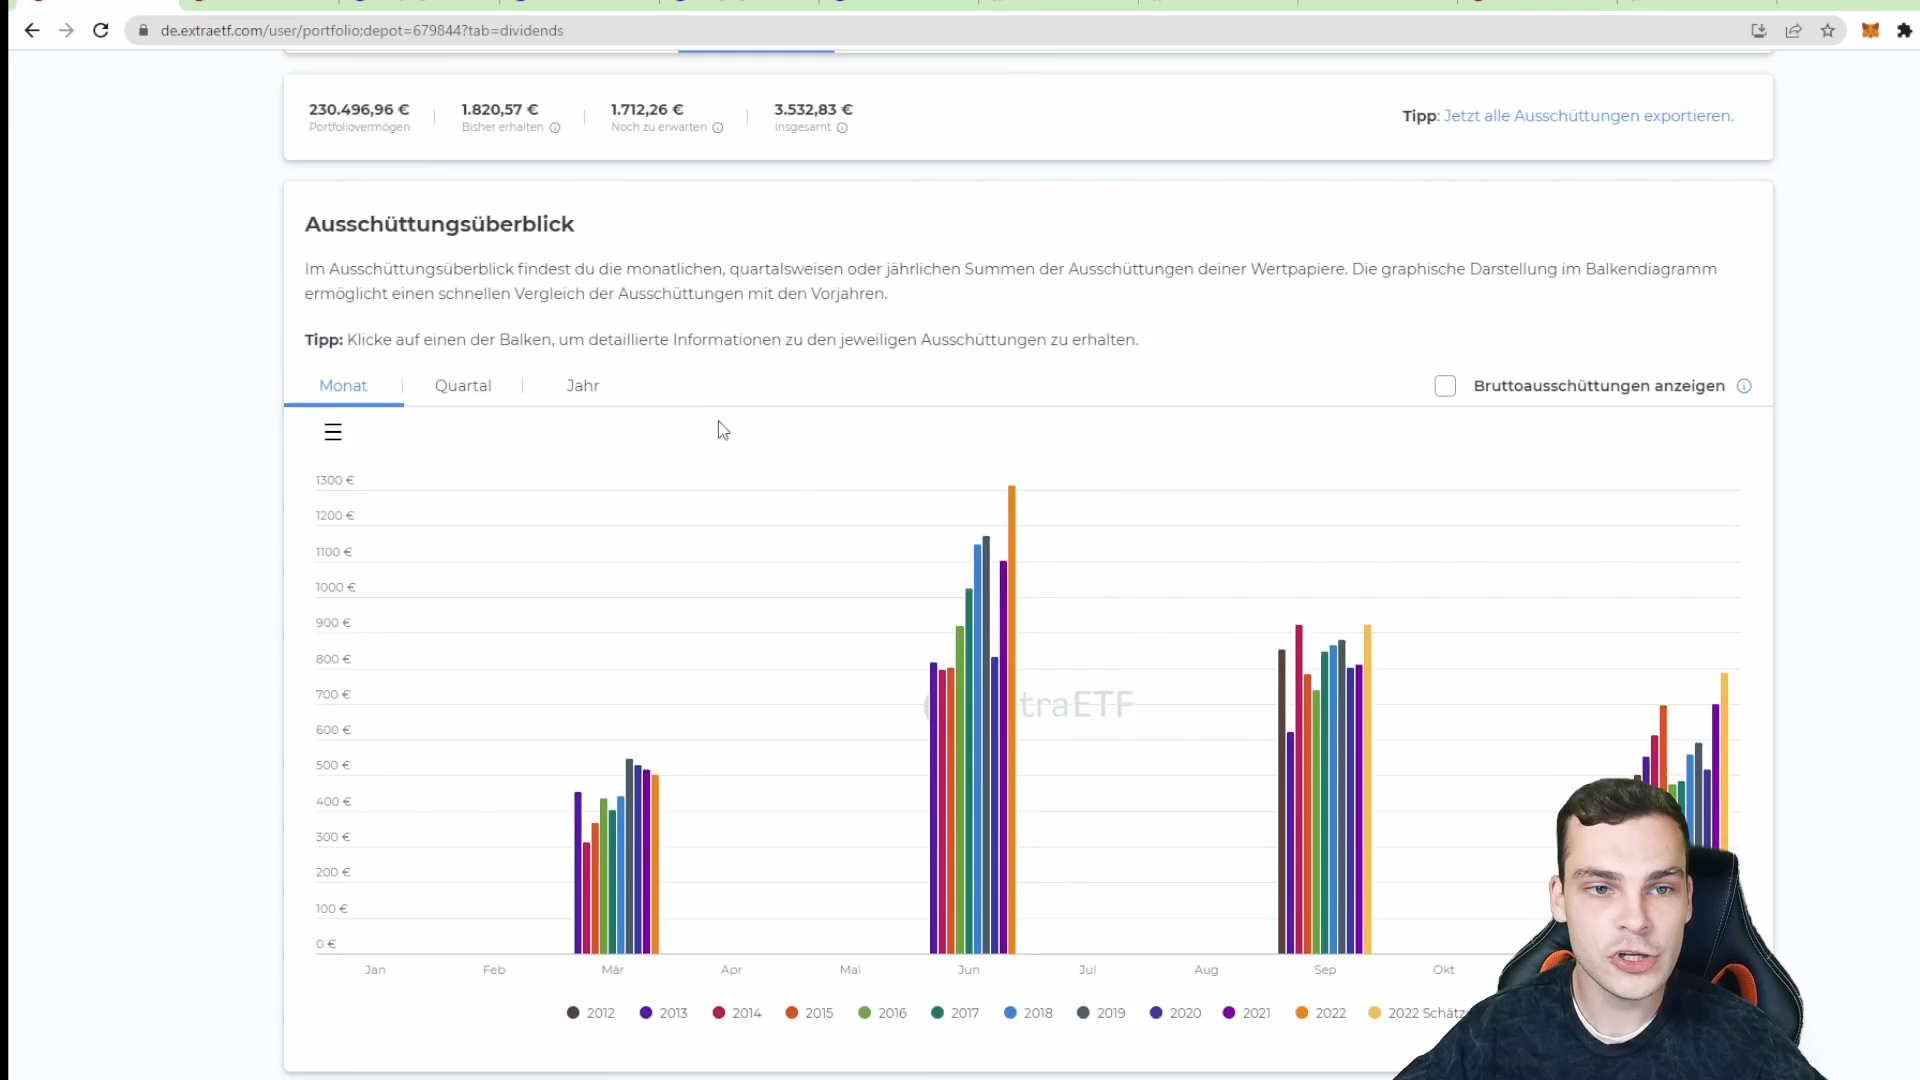 de.extraetf.com/user/portfolio;depot=679844?tab=dividends
230.496,96 € 1.820,57 € 1.712,26 € 3.532,83 €
Portfoliovermögen Bisher erhalten Noch zu erwarten Insgesamt
Tipp: Jetzt alle Ausschüttungen exportieren.
Ausschüttungsüberblick
Im Ausschüttungsüberblick findest du die monatlichen, quartalsweisen oder jährlichen Summen der Ausschüttungen deiner Wertpapiere. Die graphische Darstellung im Balkendiagramm
ermöglicht einen schnellen Vergleich der Ausschüttungen mit den Vorjahren.
Tipp: Klicke auf einen der Balken, um detaillierte Informationen zu den jeweiligen Ausschüttungen zu erhalten.
Monat Quartal Jahr Bruttoausschüttungen anzeigen
1300 €
1200 €
1100 €
1000 €
900 €
800 €
700 €
traETF
600 €
500 €
400 €
300 €
200 €
100 €
0 €
Jan Feb Mär Apr Mai Jun Jul Aug Sep Okt
2012 2013 2014 2015 2016 2017 2018 2019 2020 2021 2022 2022 Schätz